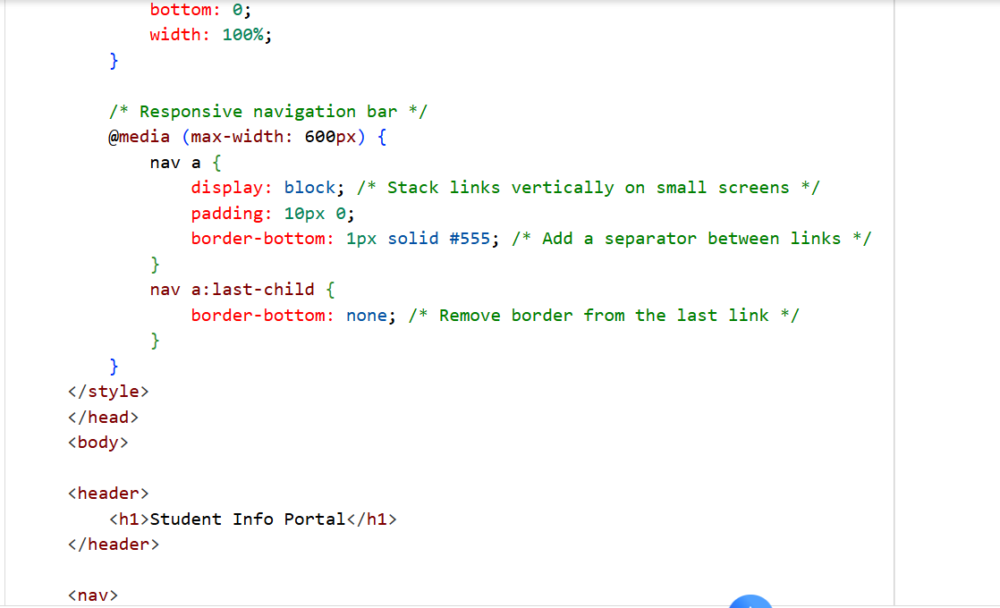 bottom: 0;
width: 100%;
}
/* Responsive navigation bar */
@media (max-width: 600px) {
nav a {
display: block; /* Stack links vertically on small screens */
padding: 10px 0;
border-bottom: 1px solid #555; /* Add a separator between links */
}
nav a:last-child {
border-bottom: none; /* Remove border from the last link */
}
}
</style>
</head>
<body>
<header>
<h1>Student Info Portal</h1>
</header>
<nav>